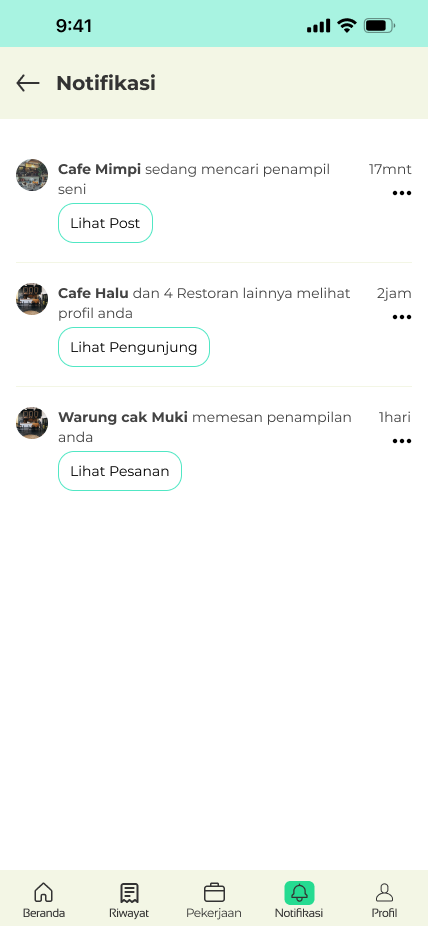 9:41
Notifikasi
Cafe Mimpi sedang mencari penampil 17mnt
seni
Lihat Post
Cafe Halu dan 4 Restoran lainnya melihat 2jam
profil anda
Lihat Pengunjung
Warung cak Muki memesan penampilan 1hari
anda
Lihat Pesanan
Beranda Riwayat Pekerjaan Notifikasi Profil